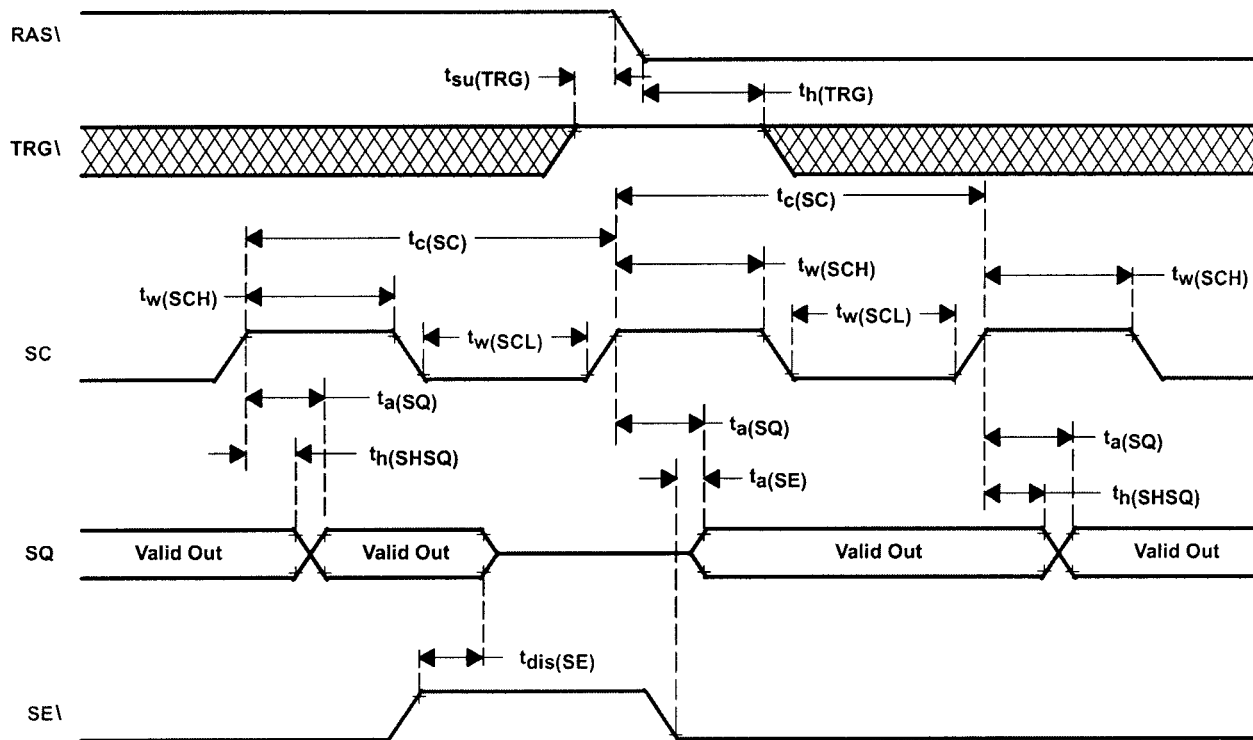 RAS\
tsu(TRG)
th(TRG)
TRG\
tc(SC)
tc(SC)
tw(SCH)
tw(SCH)
tw(SCH)
tw(SCL)
tw(SCL)
SC
ta(SQ)
ta(SQ)
ta(SQ)
th(SHSQ)
ta(SE)
th(SHSQ)
SQ
Valid Out
Valid Out
Valid Out
Valid Out
tdis(SE)
SE\